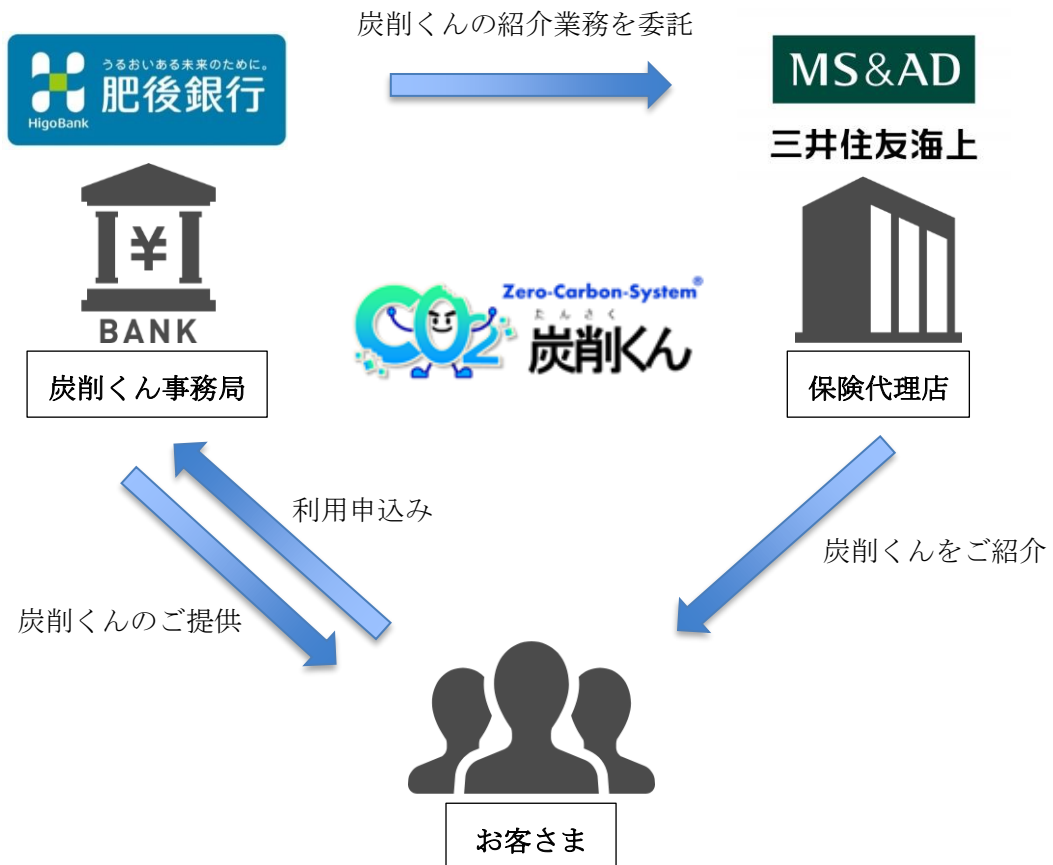 炭削くんの紹介業務を委託
うるおいある未来のために。
肥後銀行
HigoBank
MS&AD
三井住友海上
¥
BANK
炭削くん事務局
Zero-Carbon-System®
たんさく
CO2
炭削くん
保険代理店
利用申込み
炭削くんのご提供
炭削くんをご紹介
お客さま